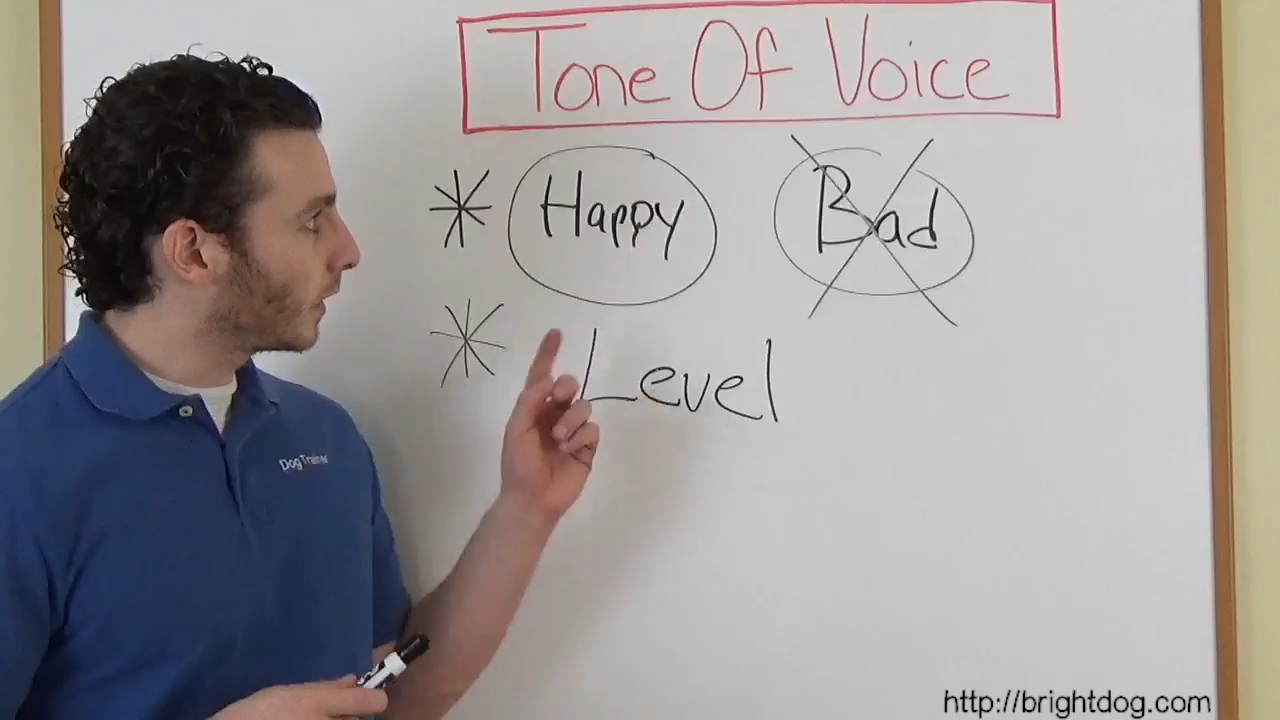 Tone Of Voice
* Happy Bad
* Level
Dog Trainer
http://brightdog.com